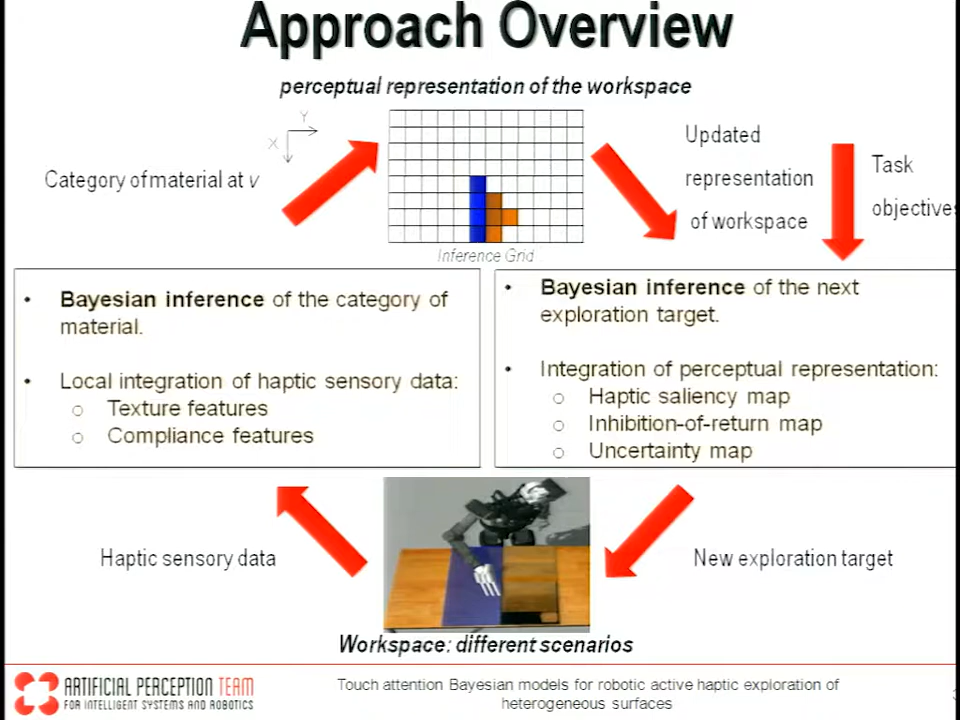 Approach Overview
perceptual representation of the workspace
Y
X
Category of material at v
Updated
representation
of workspace
Task
objectives
Inference Grid
• Bayesian inference of the category of
material.
• Local integration of haptic sensory data:
○ Texture features
○ Compliance features
• Bayesian inference of the next
exploration target.
• Integration of perceptual representation:
○ Haptic saliency map
○ Inhibition-of-return map
○ Uncertainty map
Haptic sensory data
New exploration target
Workspace: different scenarios
ARTIFICIAL PERCEPTION TEAM
FOR INTELLIGENT SYSTEMS AND ROBOTICS
Touch attention Bayesian models for robotic active haptic exploration of
heterogeneous surfaces